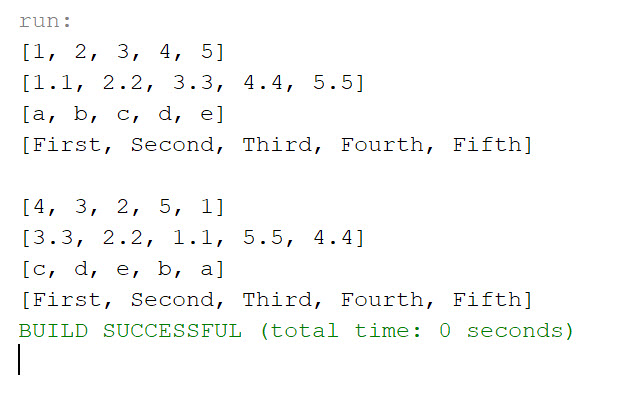 run:
[1, 2, 3, 4, 5]
[1.1, 2.2, 3.3, 4.4, 5.5]
[a, b, c, d, e]
[First, Second, Third, Fourth, Fifth]

[4, 3, 2, 5, 1]
[3.3, 2.2, 1.1, 5.5, 4.4]
[c, d, e, b, a]
[First, Second, Third, Fourth, Fifth]
BUILD SUCCESSFUL (total time: 0 seconds)